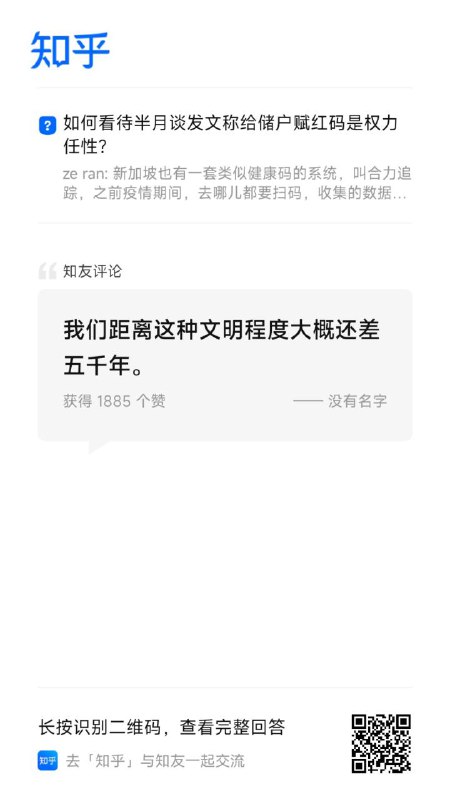 知乎
如何看待半月谈发文称给储户赋红码是权力
任性?
ze ran: 新加坡也有一套类似健康码的系统，叫合力追
踪，之前疫情期间，去哪儿都要扫码，收集的数据...
知友评论
我们距离这种文明程度大概还差
五千年。
获得 1885 个赞 —— 没有名字
长按识别二维码，查看完整回答
知乎 去「知乎」与知友一起交流